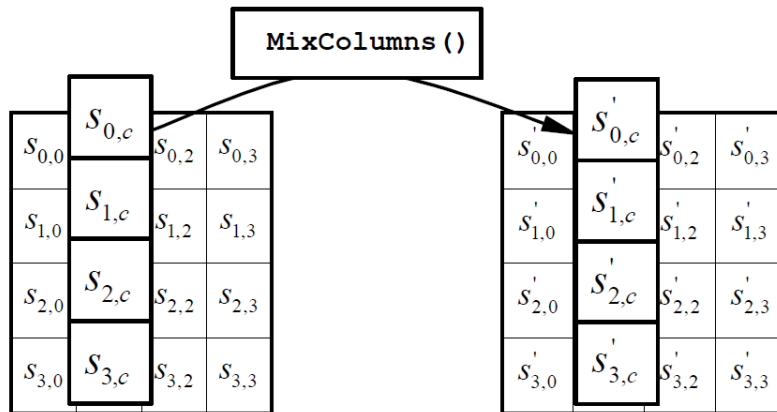 MixColumns()
s0,0 s0,c s0,2 s0,3
s1,0 s1,c s1,2 s1,3
s2,0 s2,c s2,2 s2,3
s3,0 s3,c s3,2 s3,3
s'0,0 s'0,c s'0,2 s'0,3
s'1,0 s'1,c s'1,2 s'1,3
s'2,0 s'2,c s'2,2 s'2,3
s'3,0 s'3,c s'3,2 s'3,3